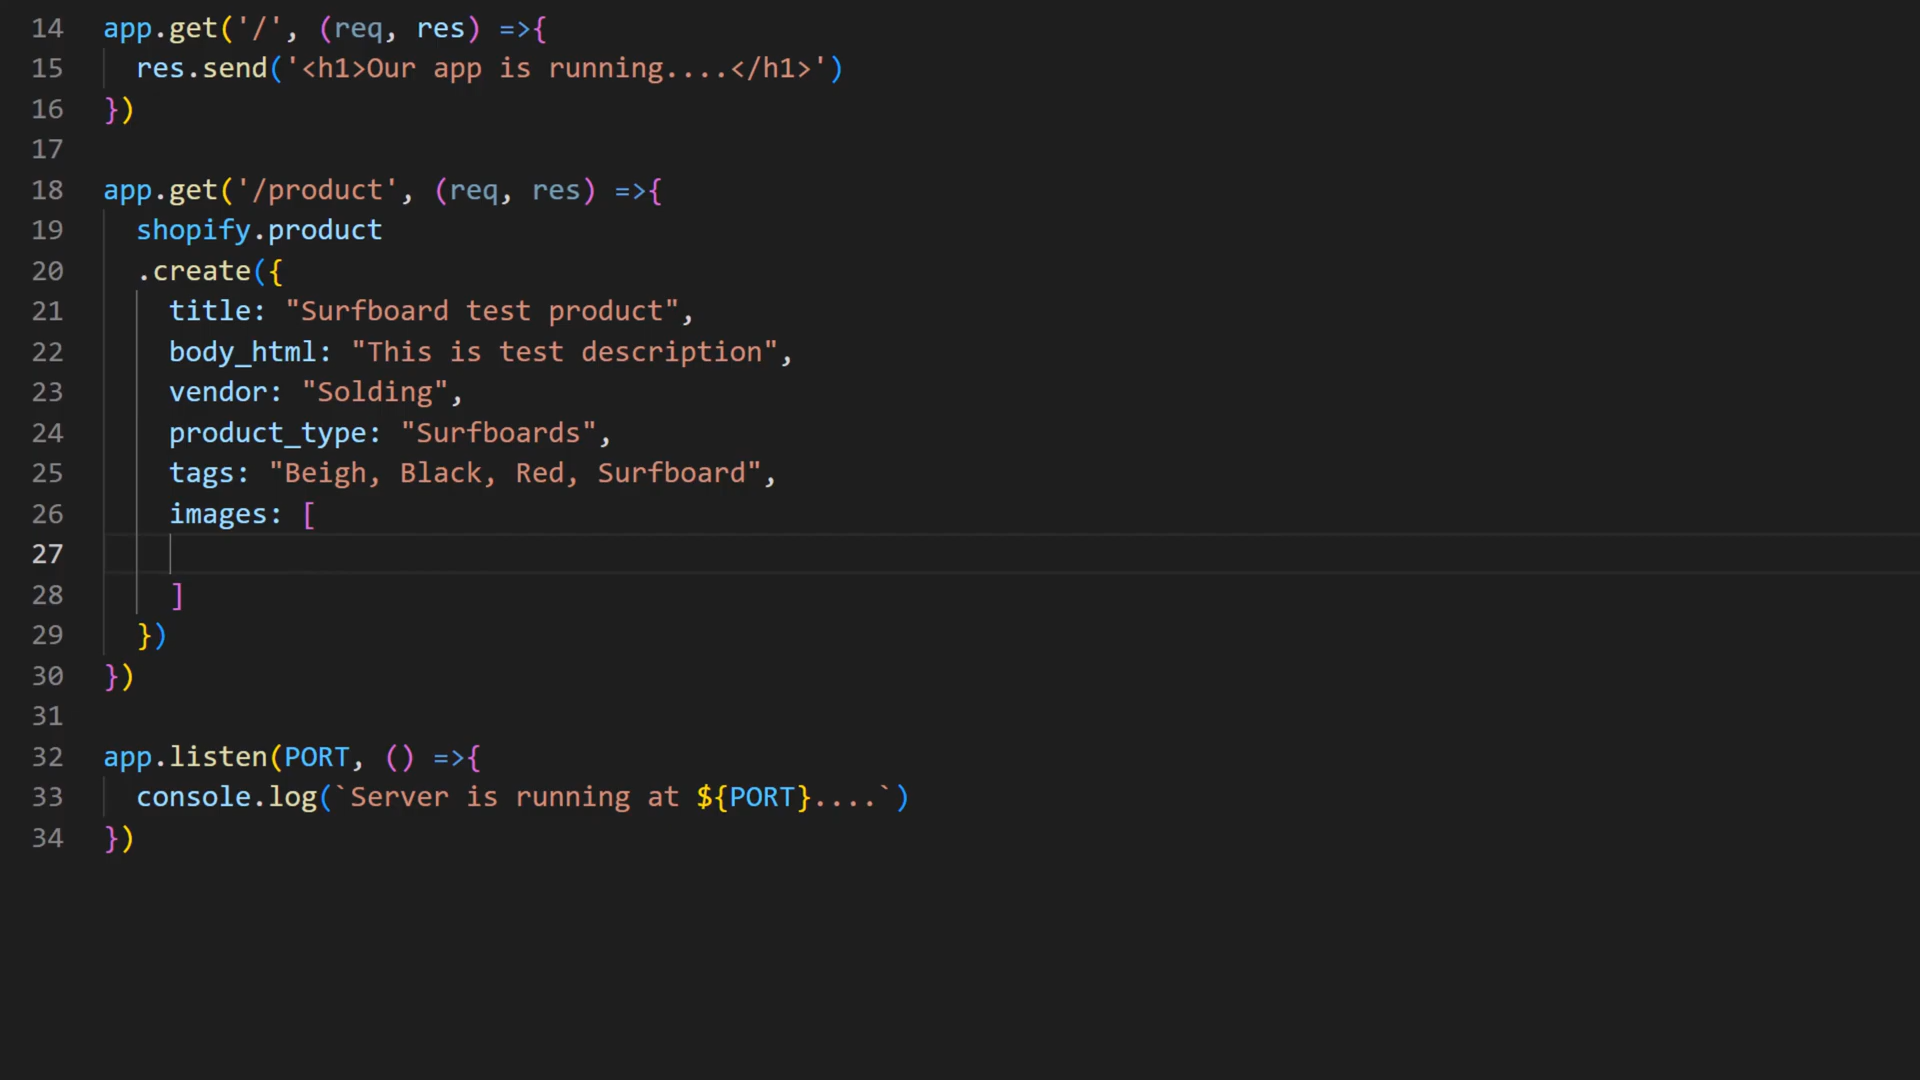 14 app.get('/', (req, res) =>{
15 res.send('<h1>Our app is running....</h1>')
16 })
17
18 app.get('/product', (req, res) =>{
19 shopify.product
20 .create({
21 title: "Surfboard test product",
22 body_html: "This is test description",
23 vendor: "Solding",
24 product_type: "Surfboards",
25 tags: "Beigh, Black, Red, Surfboard",
26 images: [
27
28 ]
29 })
30 })
31
32 app.listen(PORT, () =>{
33 console.log(`Server is running at ${PORT}....`)
34 })